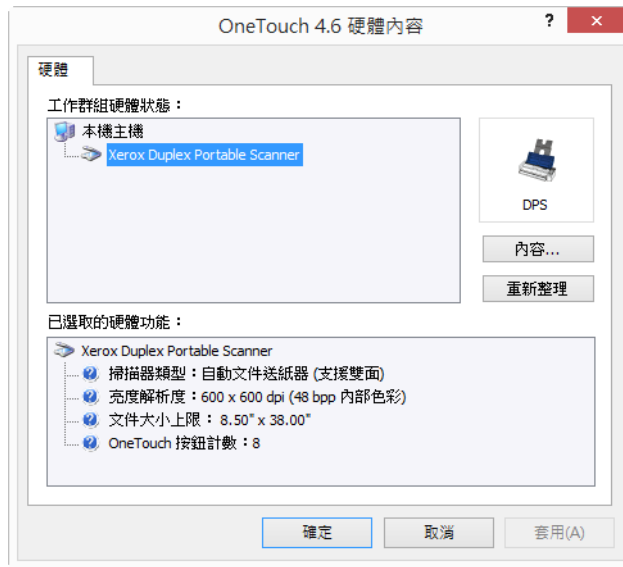 OneTouch 4.6 硬體內容
?
×
硬體
工作群組硬體狀態：
本機主機
Xerox Duplex Portable Scanner
DPS
內容...
重新整理
已選取的硬體功能：
Xerox Duplex Portable Scanner
掃描器類型：自動文件送紙器 (支援雙面)
亮度解析度：600 x 600 dpi (48 bpp 內部色彩)
文件大小上限： 8.50" x 38.00"
OneTouch 按鈕計數：8
確定
取消
套用(A)